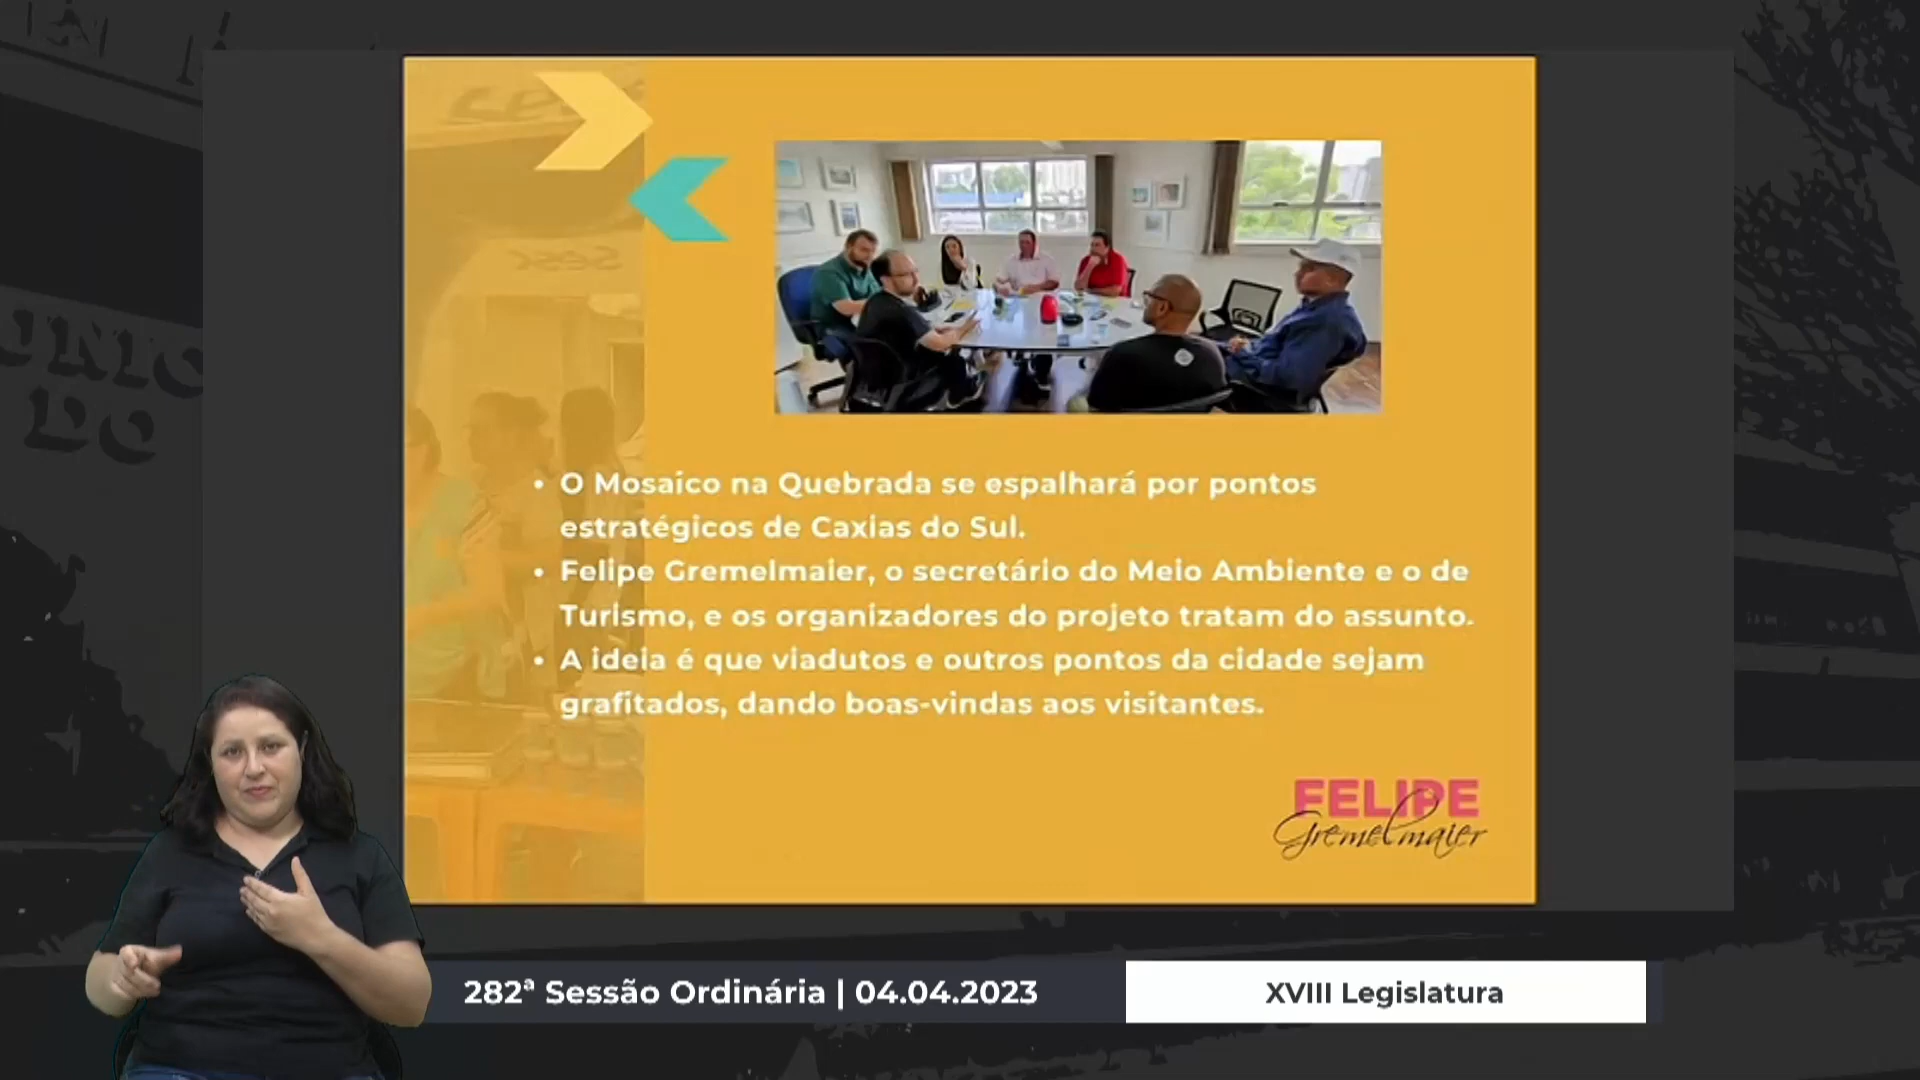 • O Mosaico na Quebrada se espalhará por pontos
estratégicos de Caxias do Sul.
• Felipe Gremelmaier, o secretário do Meio Ambiente e o de
Turismo, e os organizadores do projeto tratam do assunto.
• A ideia é que viadutos e outros pontos da cidade sejam
grafitados, dando boas-vindas aos visitantes.
FELIPE
Gremelmaier
282ª Sessão Ordinária | 04.04.2023
XVIII Legislatura